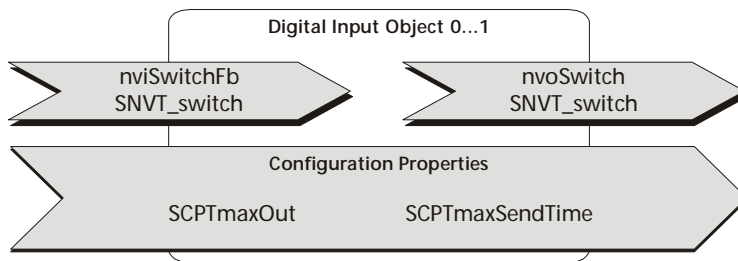 Digital Input Object 0...1
nviSwitchFb nvoSwitch
SNVT_switch SNVT_switch
Configuration Properties
SCPTmaxOut SCPTmaxSendTime